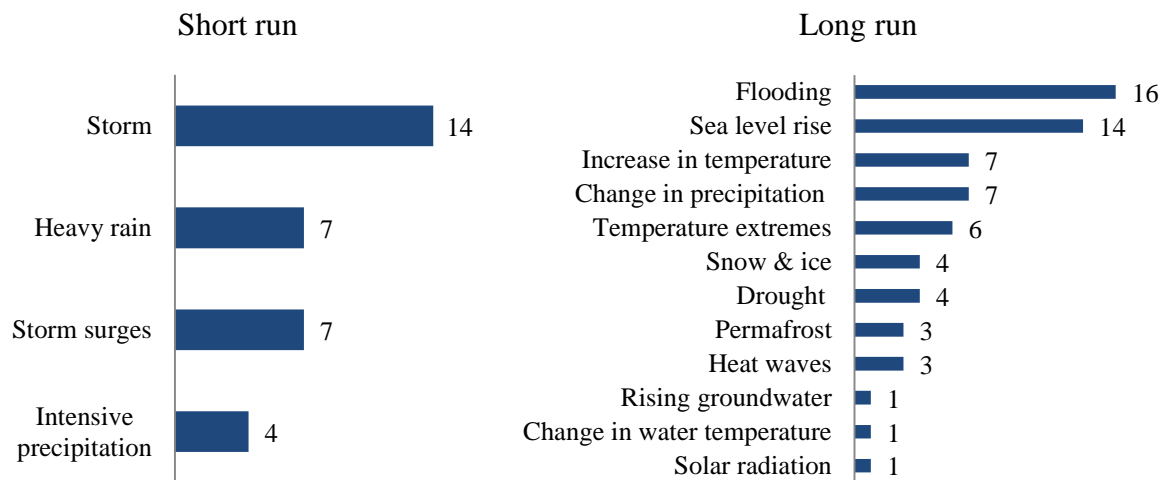 Short run
Storm 14
Heavy rain 7
Storm surges 7
Intensive
precipitation 4
Long run
Flooding 16
Sea level rise 14
Increase in temperature 7
Change in precipitation 7
Temperature extremes 6
Snow & ice 4
Drought 4
Permafrost 3
Heat waves 3
Rising groundwater 1
Change in water temperature 1
Solar radiation 1